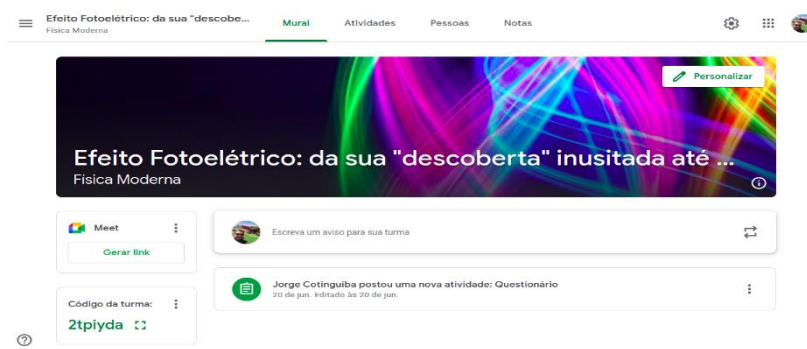 Efeito Fotoelétrico: da sua "descobe...
Física Moderna
Mural
Atividades
Pessoas
Notas
Personalizar
Efeito Fotoelétrico: da sua "descoberta" inusitada até ...
Física Moderna
Meet
Gerar link
Escreva um aviso para sua turma
Jorge Cotinguiba postou uma nova atividade: Questionário
20 de jun. Editado às 20 de jun.
Código da turma:
2tpiyda